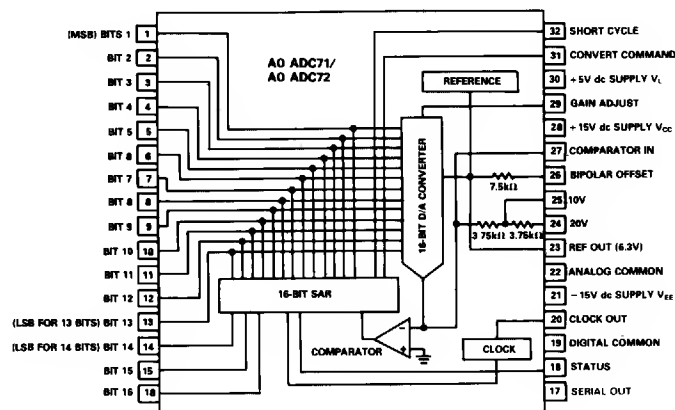 (MSB) BITS 1 1
BIT 2 2
BIT 3 3
BIT 4 4
BIT 5 5
BIT 8 6
BIT 7 7
BIT 8 8
BIT 9 9
BIT 10 10
BIT 11 11
BIT 12 12
(LSB FOR 13 BITS) BIT 13 13
(LSB FOR 14 BITS) BIT 14 14
BIT 15 15
BIT 16 16
AO ADC71/
AO ADC72
REFERENCE
16-BIT D/A CONVERTER
7.5kΩ
3 75kΩ 3.75kΩ
16-BIT SAR
COMPARATOR
− +
CLOCK
32 SHORT CYCLE
31 CONVERT COMMAND
30 +5V dc SUPPLY VL
29 GAIN ADJUST
28 +15V dc SUPPLY VCC
27 COMPARATOR IN
26 BIPOLAR OFFSET
25 10V
24 20V
23 REF OUT (6.3V)
22 ANALOG COMMON
21 −15V dc SUPPLY VEE
20 CLOCK OUT
19 DIGITAL COMMON
18 STATUS
17 SERIAL OUT